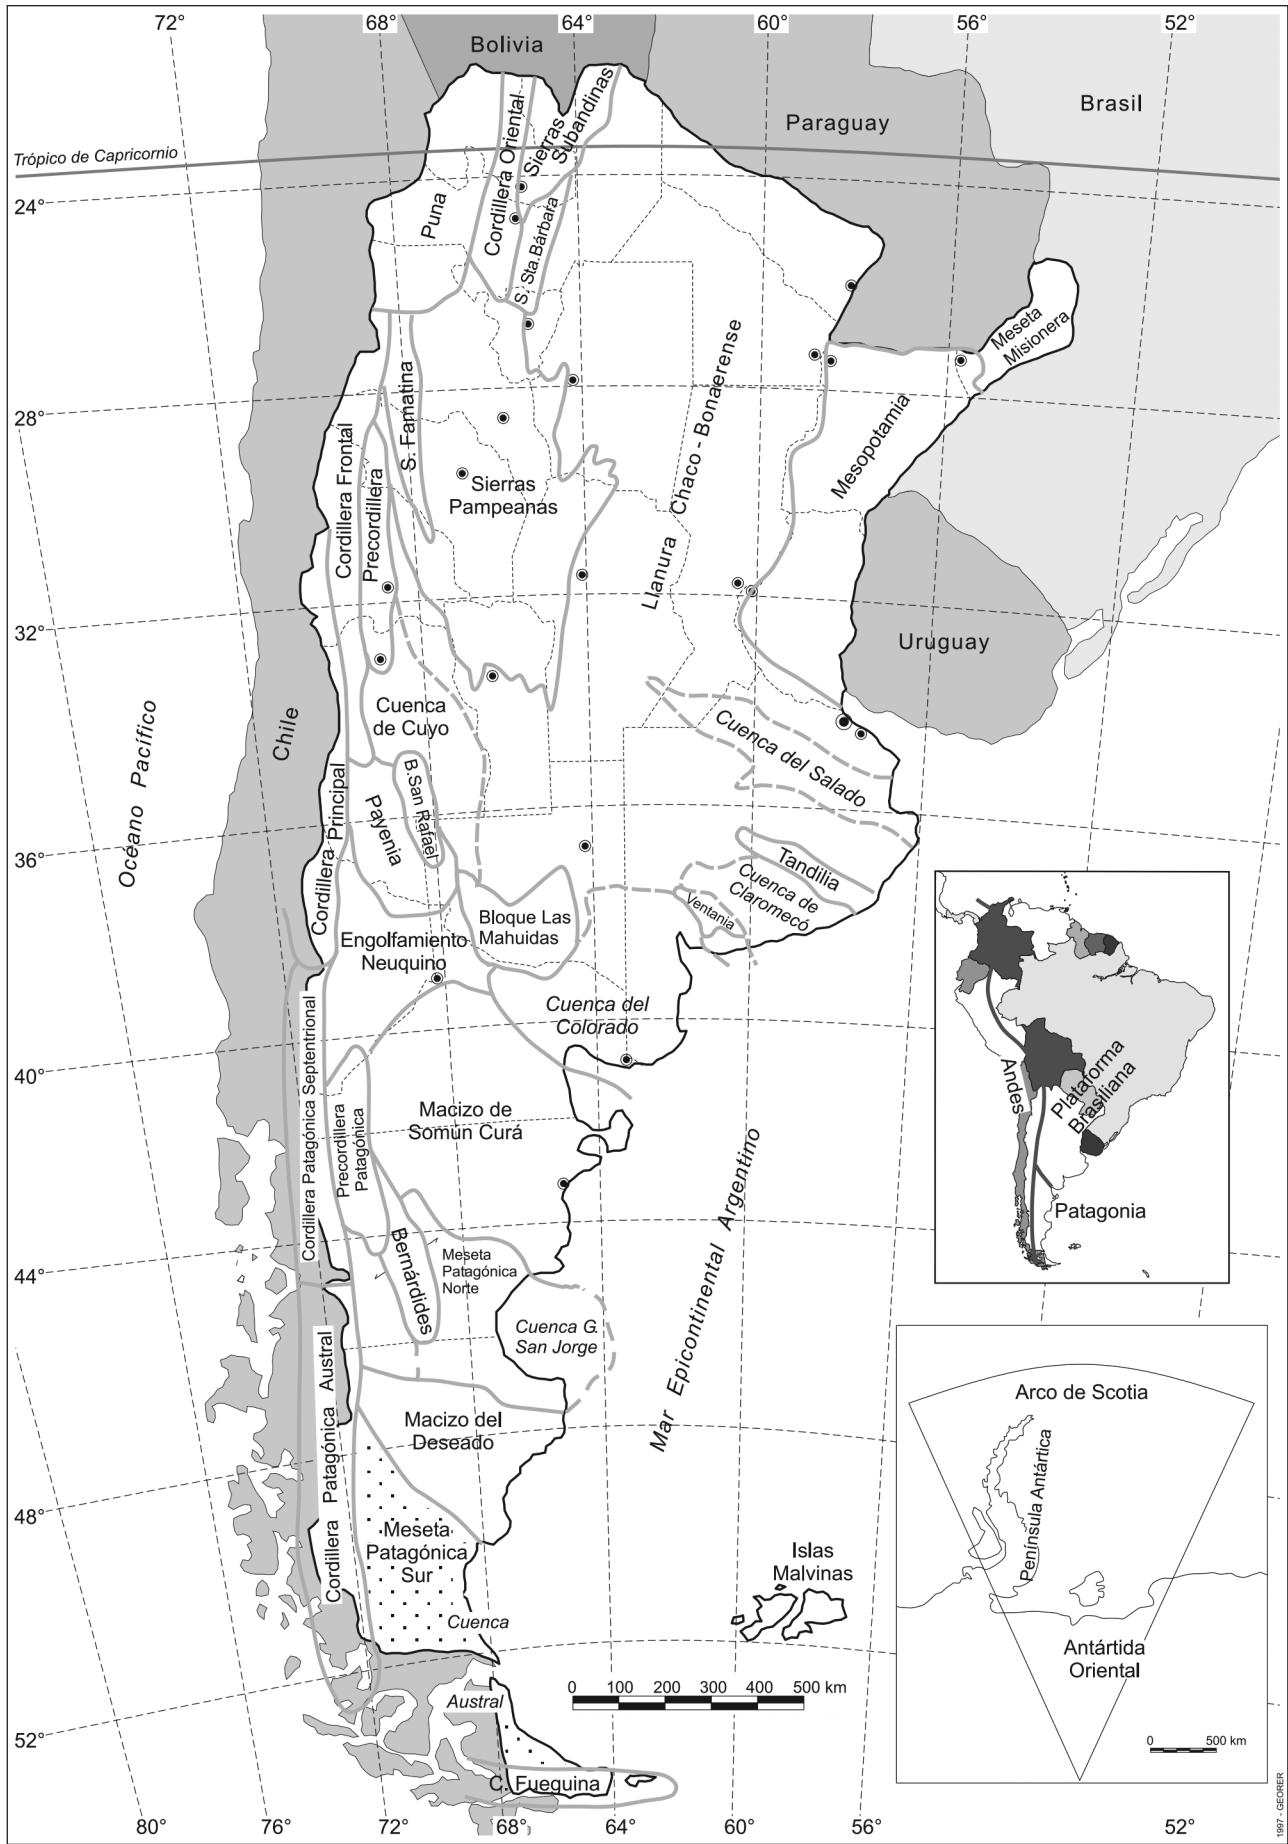 72°
68°
64°
60°
56°
52°
Bolivia
Brasil
Paraguay
Trópico de Capricornio
24°
Puna
Cordillera Oriental
Sierras
Subandinas
S. Sta.Bárbara
Meseta
Misionera
28°
Cordillera Frontal
Precordillera
S. Famatina
Sierras
Pampeanas
Llanura Chaco - Bonaerense
Mesopotamia
32°
Uruguay
Océano Pacífico
Chile
Cuenca
de Cuyo
Cuenca del Salado
36°
Cordillera Principal
Payenia
B.San Rafael
Tandilia
Cuenca de
Claromecó
Ventania
Bloque Las
Mahuidas
Engolfamiento
Neuquino
Cuenca del
Colorado
40°
Cordillera Patagónica Septentrional
Precordillera
Patagónica
Macizo de
Somún Curá
Mar Epicontinental Argentino
Andes
Plataforma
Brasiliana
Patagonia
44°
Bernárdides
Meseta
Patagónica
Norte
Cuenca G.
San Jorge
Cordillera Patagónica Austral
Macizo del
Deseado
48°
Meseta
Patagónica
Sur
Cuenca
Islas
Malvinas
Arco de Scotia
Península Antártica
Antártida
Oriental
0 500 km
0 100 200 300 400 500 km
Austral
52°
C. Fueguina
80°
76°
72°
68°
64°
60°
56°
52°
1997 - GEORER